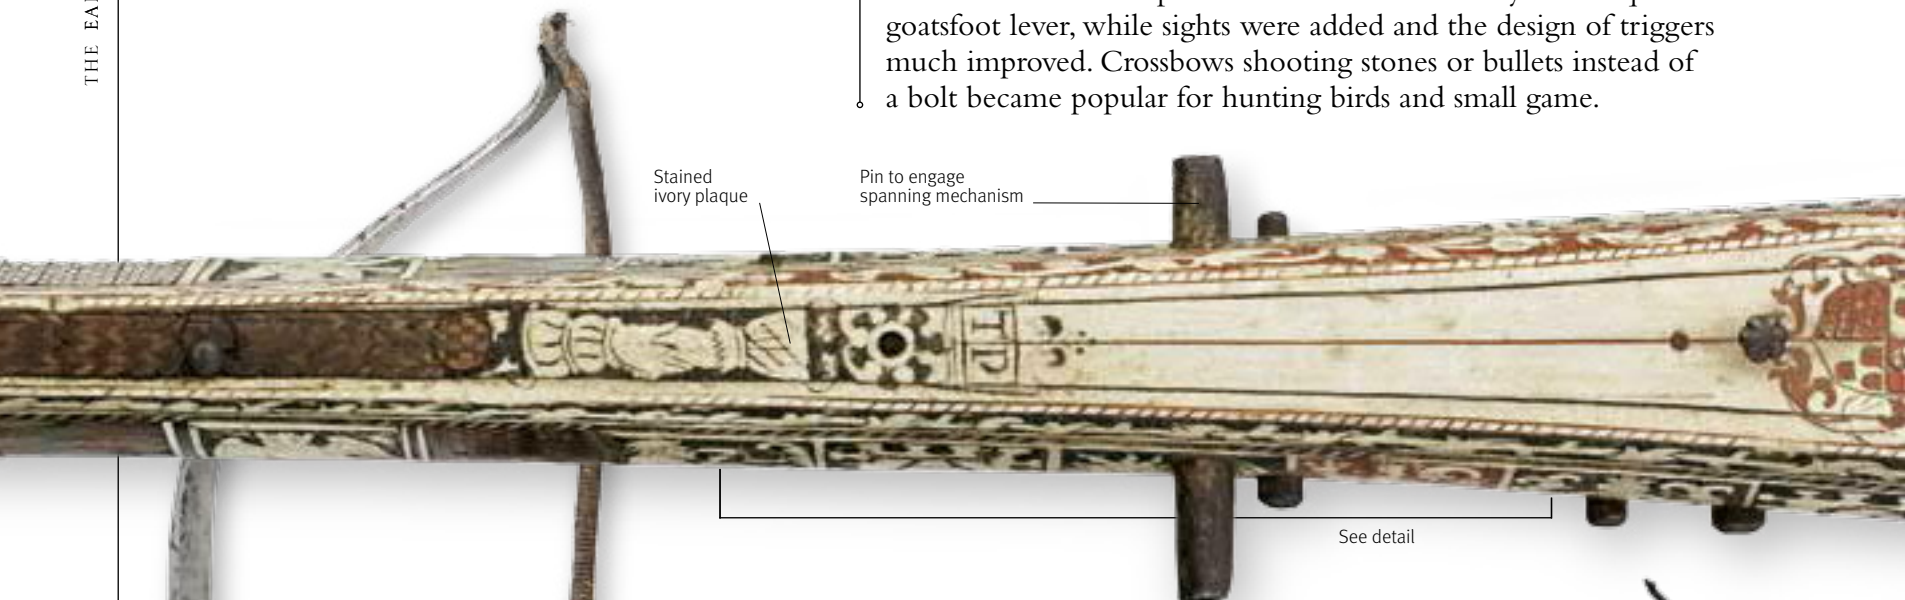 THE EA
goatsfoot lever, while sights were added and the design of triggers
much improved. Crossbows shooting stones or bullets instead of
a bolt became popular for hunting birds and small game.
Stained
ivory plaque
Pin to engage
spanning mechanism
TP
See detail